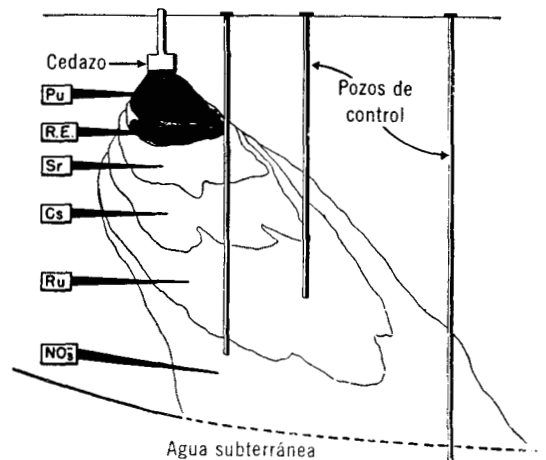 Cedazo
Pu
R.E.
Sr
Cs
Ru
NO₃⁻
Pozos de
control
Agua subterránea